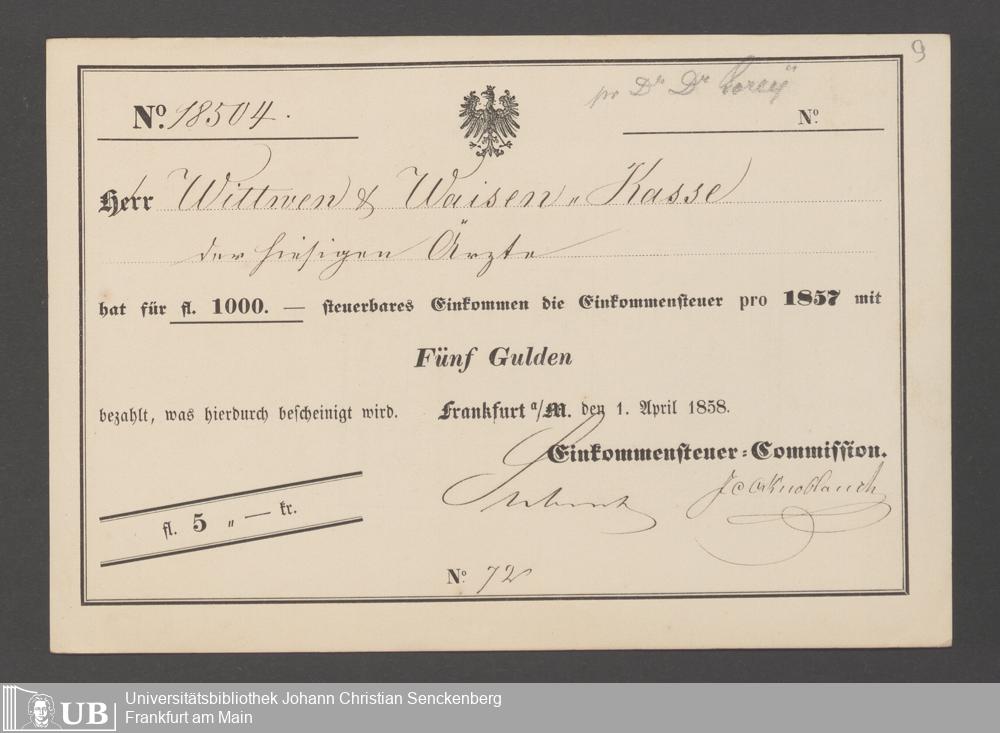 9
pr Dr Dr
No. 18504.
No.
Herr Wittwen & Waisen„ Kasse
der hiesigen Ärzte
hat für fl. 1000. — steuerbares Einkommen die Einkommensteuer pro 1857 mit
Fünf Gulden
bezahlt, was hierdurch bescheinigt wird. Frankfurt a/M. den 1. April 1858.
Einkommensteuer-Commission.
Knoblauch
fl. 5 „ — kr.
No. 72
Universitätsbibliothek Johann Christian Senckenberg
UB Frankfurt am Main